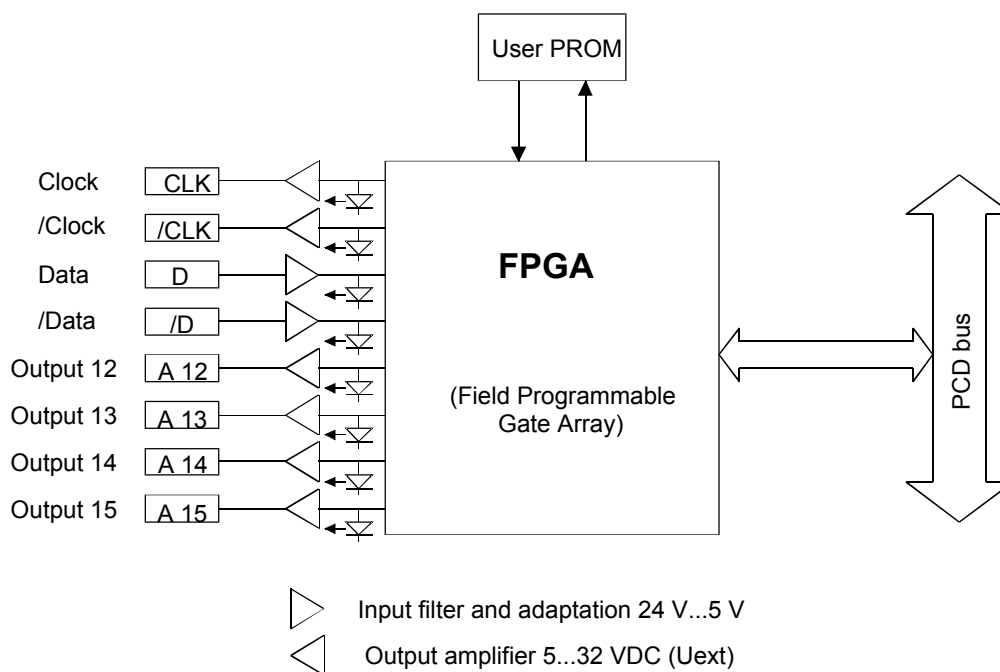 User PROM
Clock CLK
/Clock /CLK
Data D
/Data /D
Output 12 A 12
Output 13 A 13
Output 14 A 14
Output 15 A 15
FPGA
(Field Programmable
Gate Array)
PCD bus
Input filter and adaptation 24 V...5 V
Output amplifier 5...32 VDC (Uext)